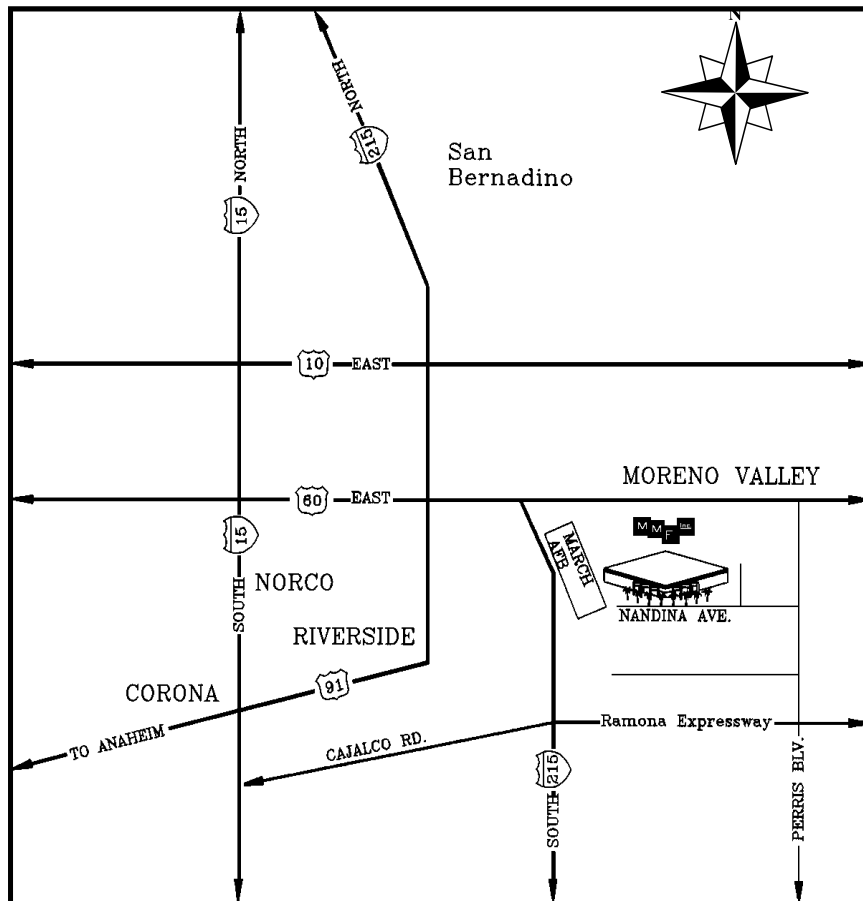 N
NORTH
215 NORTH
15
San
Bernadino
10 EAST
60 EAST
MORENO VALLEY
M M F Inc
15
SOUTH
NORCO
MARCH
AFB
NANDINA AVE.
RIVERSIDE
91
CORONA
TO ANAHEIM
CAJALCO RD.
Ramona Expressway
215
SOUTH
PERRIS BLV.